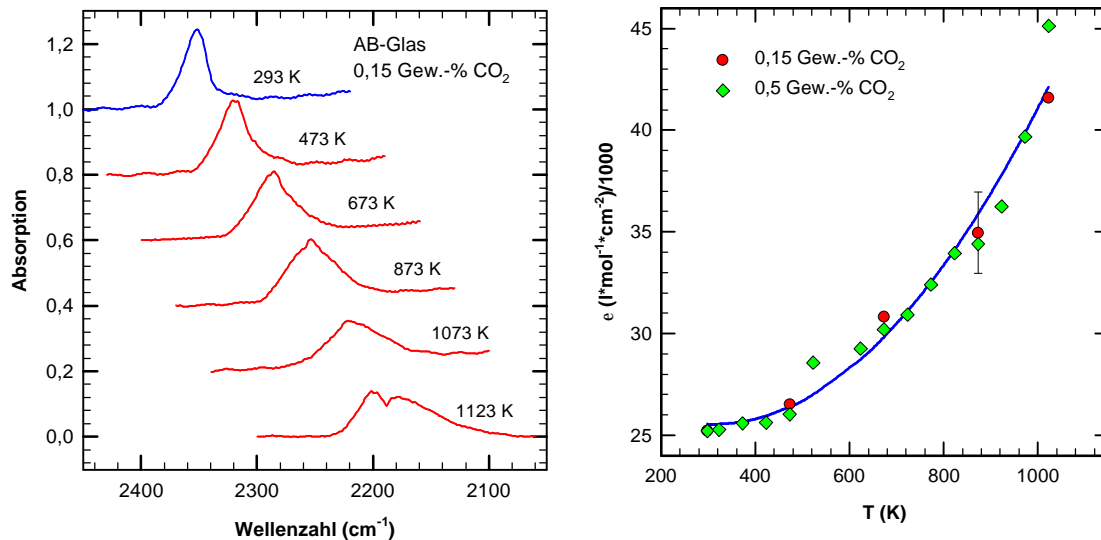 AB-Glas
0,15 Gew.-% CO₂
293 K
473 K
673 K
873 K
1073 K
1123 K
1,2
1,0
0,8
0,6
0,4
0,2
0,0
Absorption
2400 2300 2200 2100
Wellenzahl (cm⁻¹)
0,15 Gew.-% CO₂
0,5 Gew.-% CO₂
45
40
35
30
25
e (l*mol⁻¹*cm⁻²)/1000
200 400 600 800 1000
T (K)